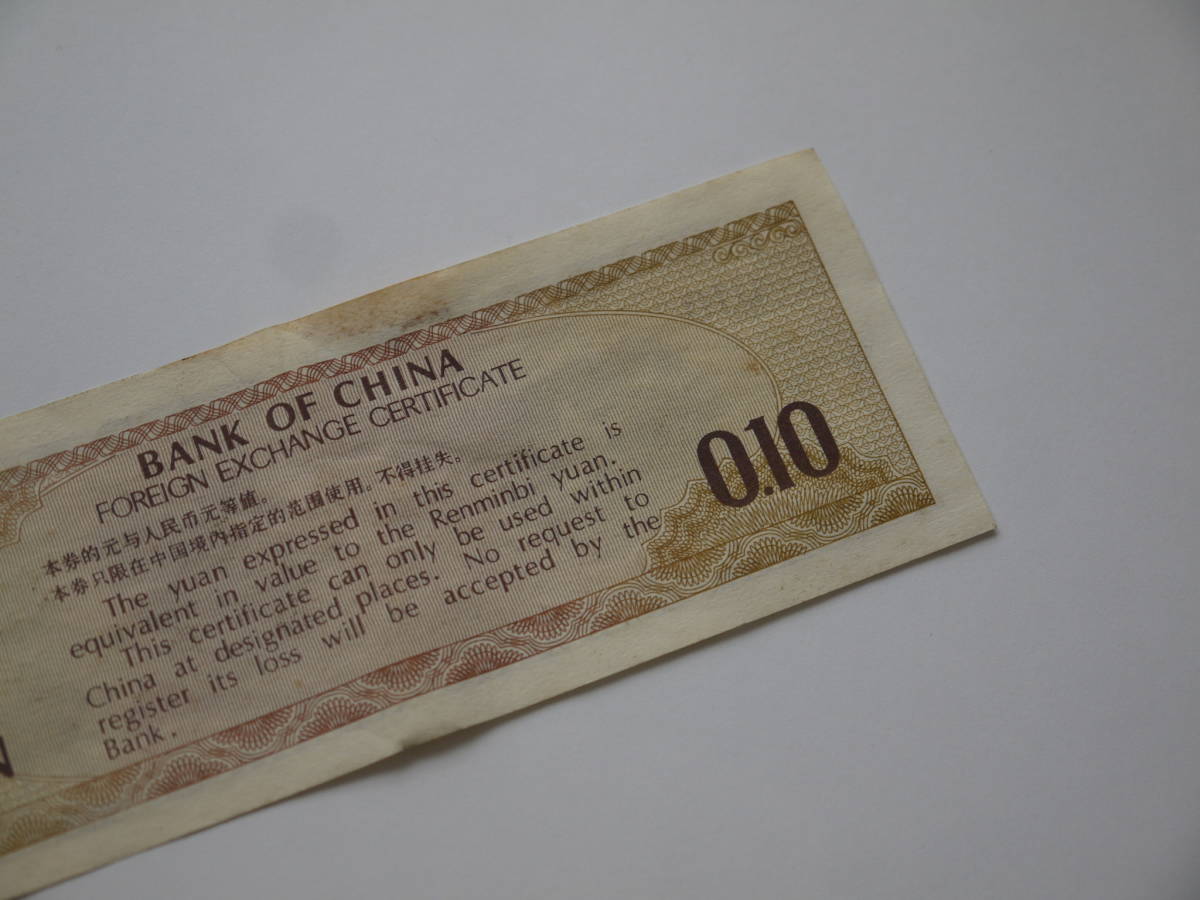 BANK OF CHINA
FOREIGN EXCHANGE CERTIFICATE
本券的元与人民币元等值。
本券只限在中国境内指定的范围使用。不得挂失。
The yuan expressed in this certificate is
equivalent in value to the Renminbi yuan.
This certificate can only be used within
China at designated places. No request to
register its loss will be accepted by the
Bank.
0.10